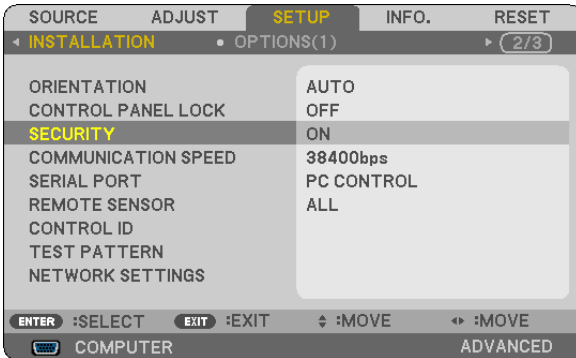 SOURCE ADJUST SETUP INFO. RESET
INSTALLATION • OPTIONS(1) 2/3
ORIENTATION AUTO
CONTROL PANEL LOCK OFF
SECURITY ON
COMMUNICATION SPEED 38400bps
SERIAL PORT PC CONTROL
REMOTE SENSOR ALL
CONTROL ID
TEST PATTERN
NETWORK SETTINGS
ENTER :SELECT EXIT :EXIT :MOVE :MOVE
COMPUTER ADVANCED